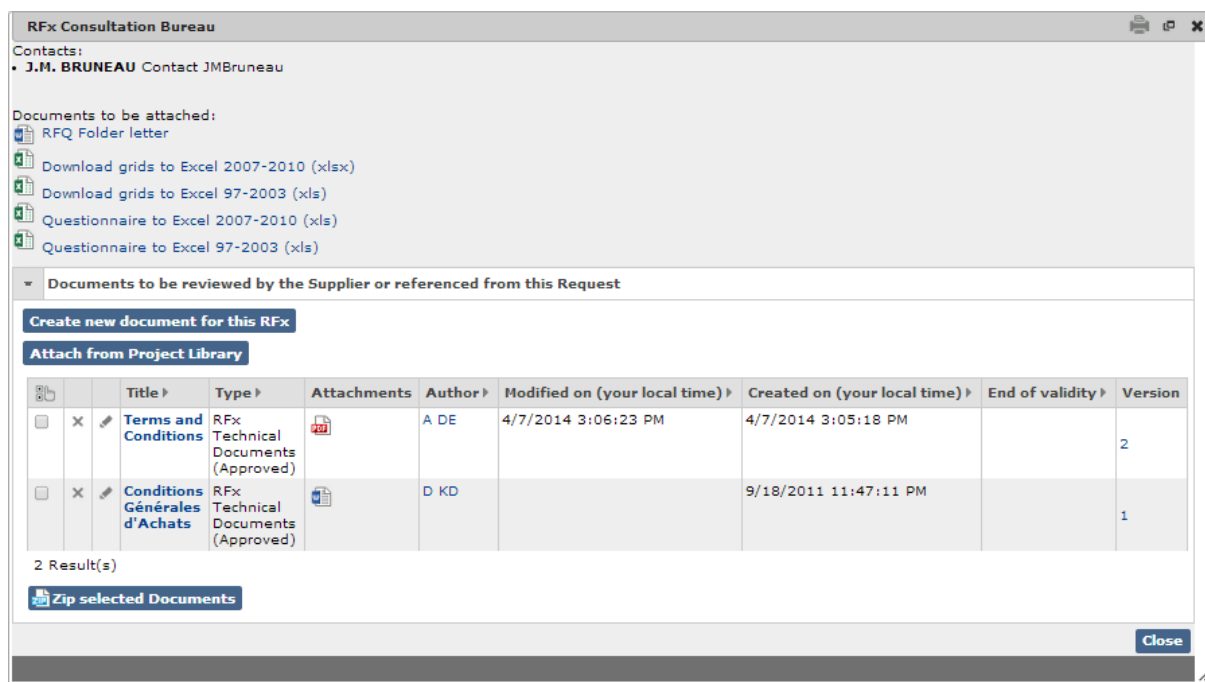 RFx Consultation Bureau
Contacts:
• J.M. BRUNEAU Contact JMBruneau
Documents to be attached:
RFQ Folder letter
Download grids to Excel 2007-2010 (xlsx)
Download grids to Excel 97-2003 (xls)
Questionnaire to Excel 2007-2010 (xls)
Questionnaire to Excel 97-2003 (xls)
Documents to be reviewed by the Supplier or referenced from this Request
Create new document for this RFx
Attach from Project Library
Title Type Attachments Author Modified on (your local time) Created on (your local time) End of validity Version
Terms and RFx A DE 4/7/2014 3:06:23 PM 4/7/2014 3:05:18 PM
Conditions Technical
Documents 2
(Approved)
Conditions RFx D KD 9/18/2011 11:47:11 PM
Générales Technical
d'Achats Documents 1
(Approved)
2 Result(s)
Zip selected Documents
Close